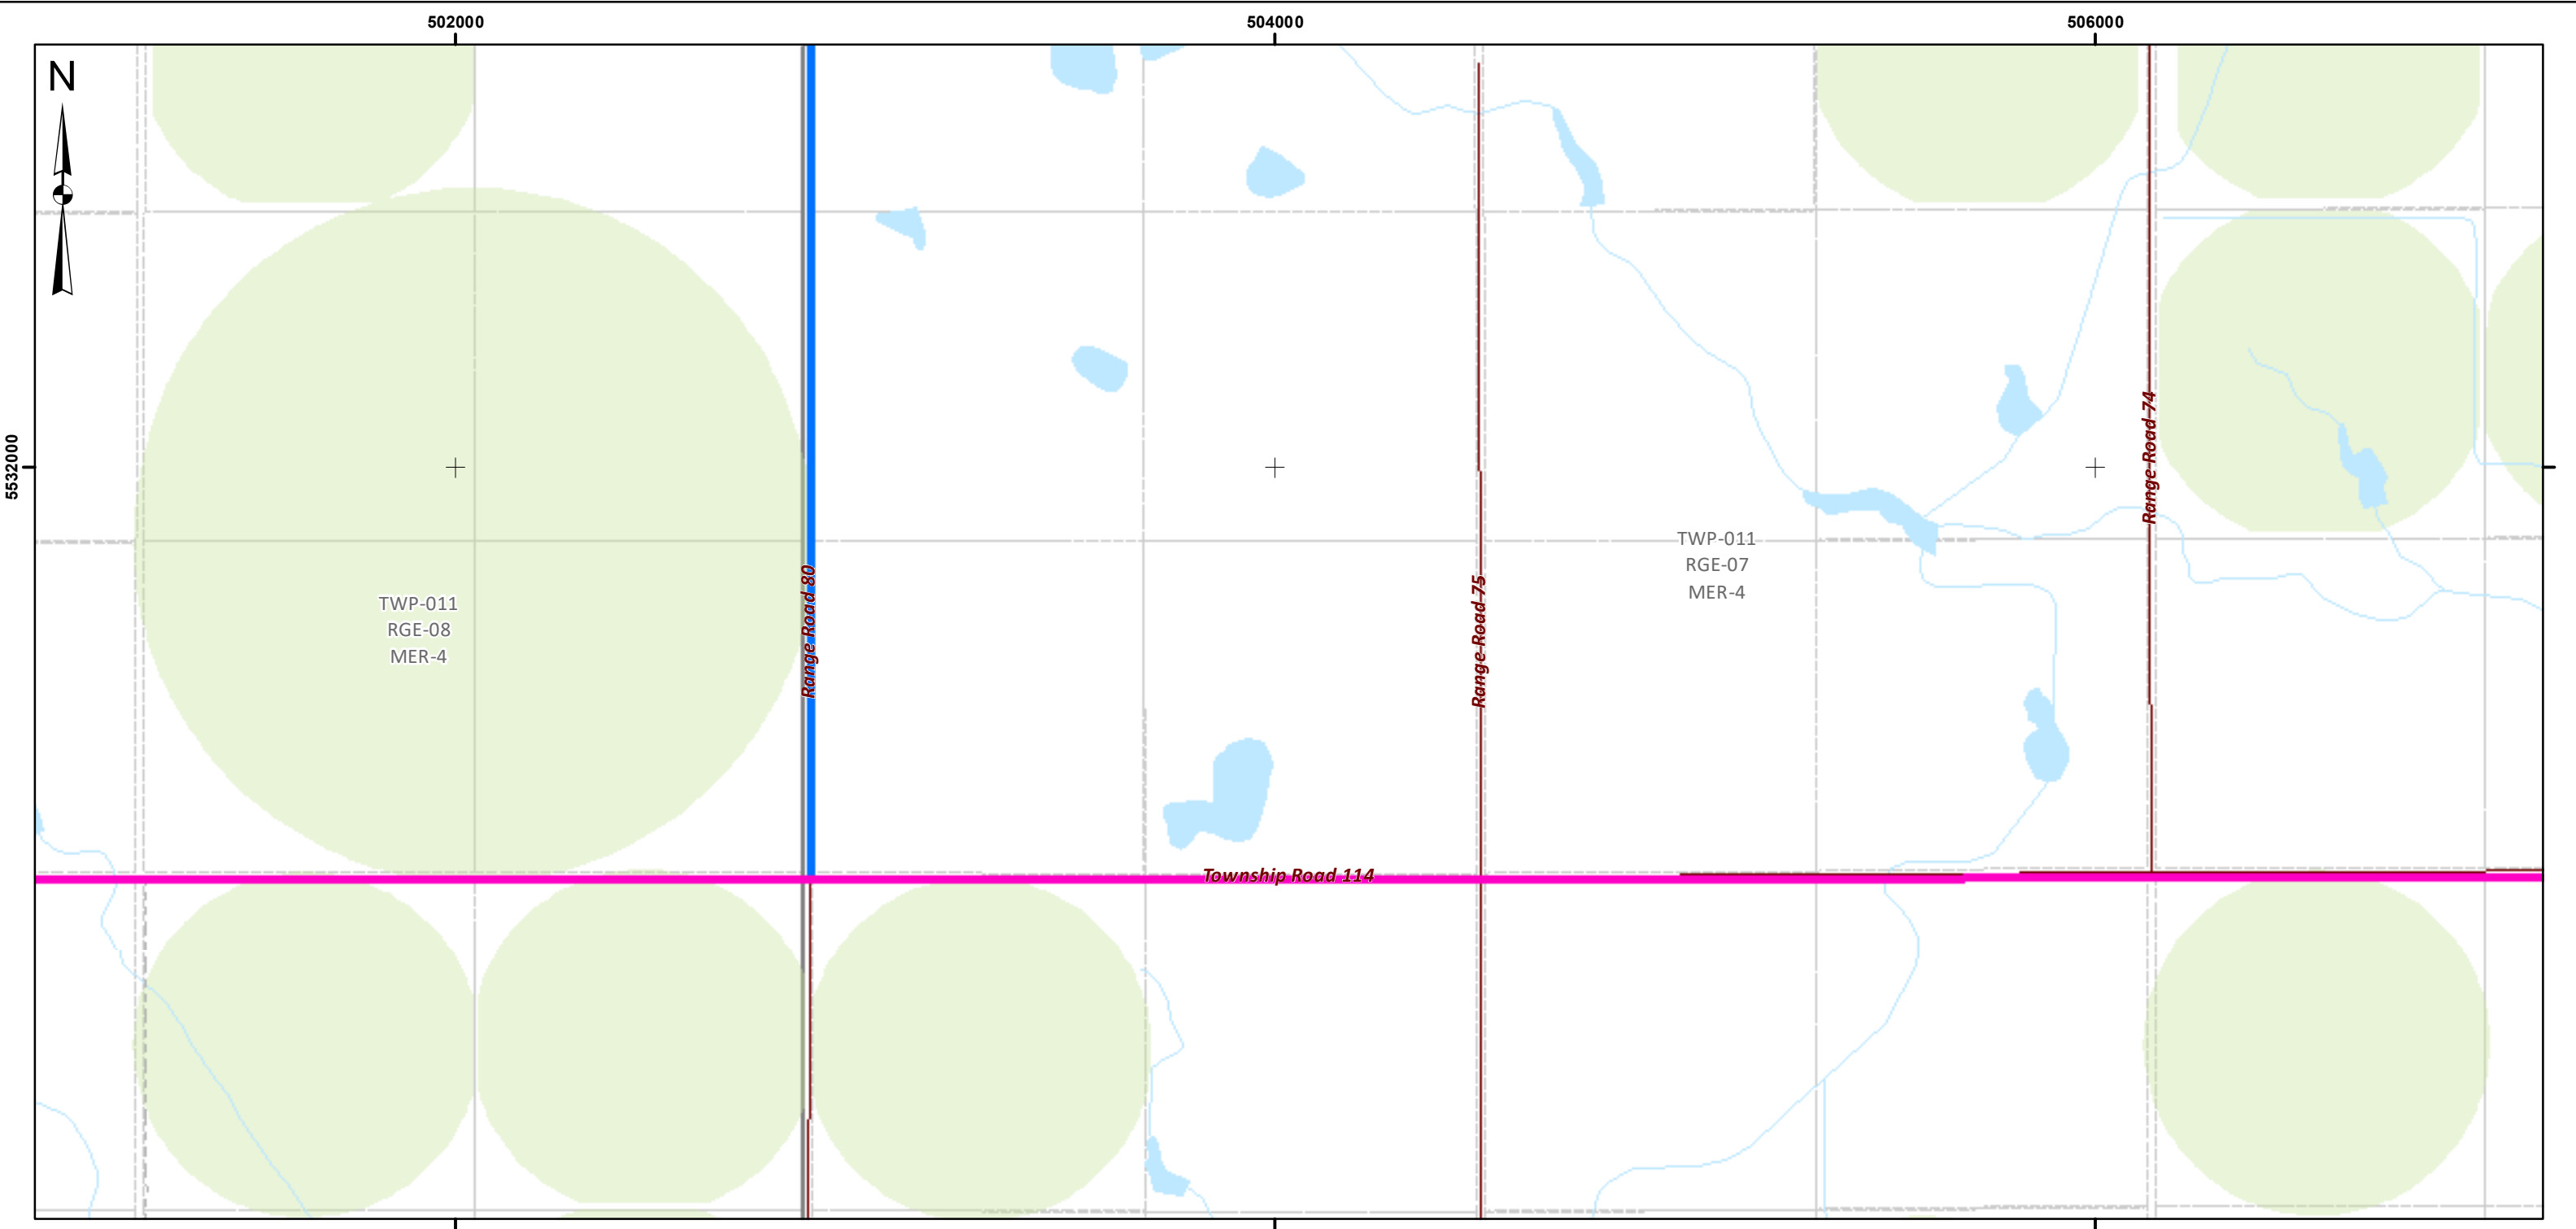 502000
504000
506000
N
5532000
Range Road 74
TWP-011
RGE-07
MER-4
Range Road 80
Range Road 75
TWP-011
RGE-08
MER-4
Township Road 114